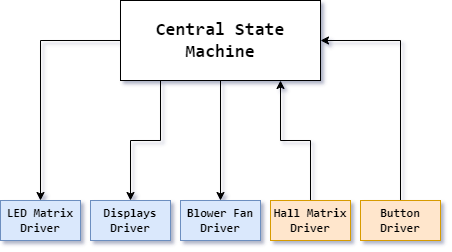 Central State
Machine
LED Matrix
Driver
Displays
Driver
Blower Fan
Driver
Hall Matrix
Driver
Button
Driver